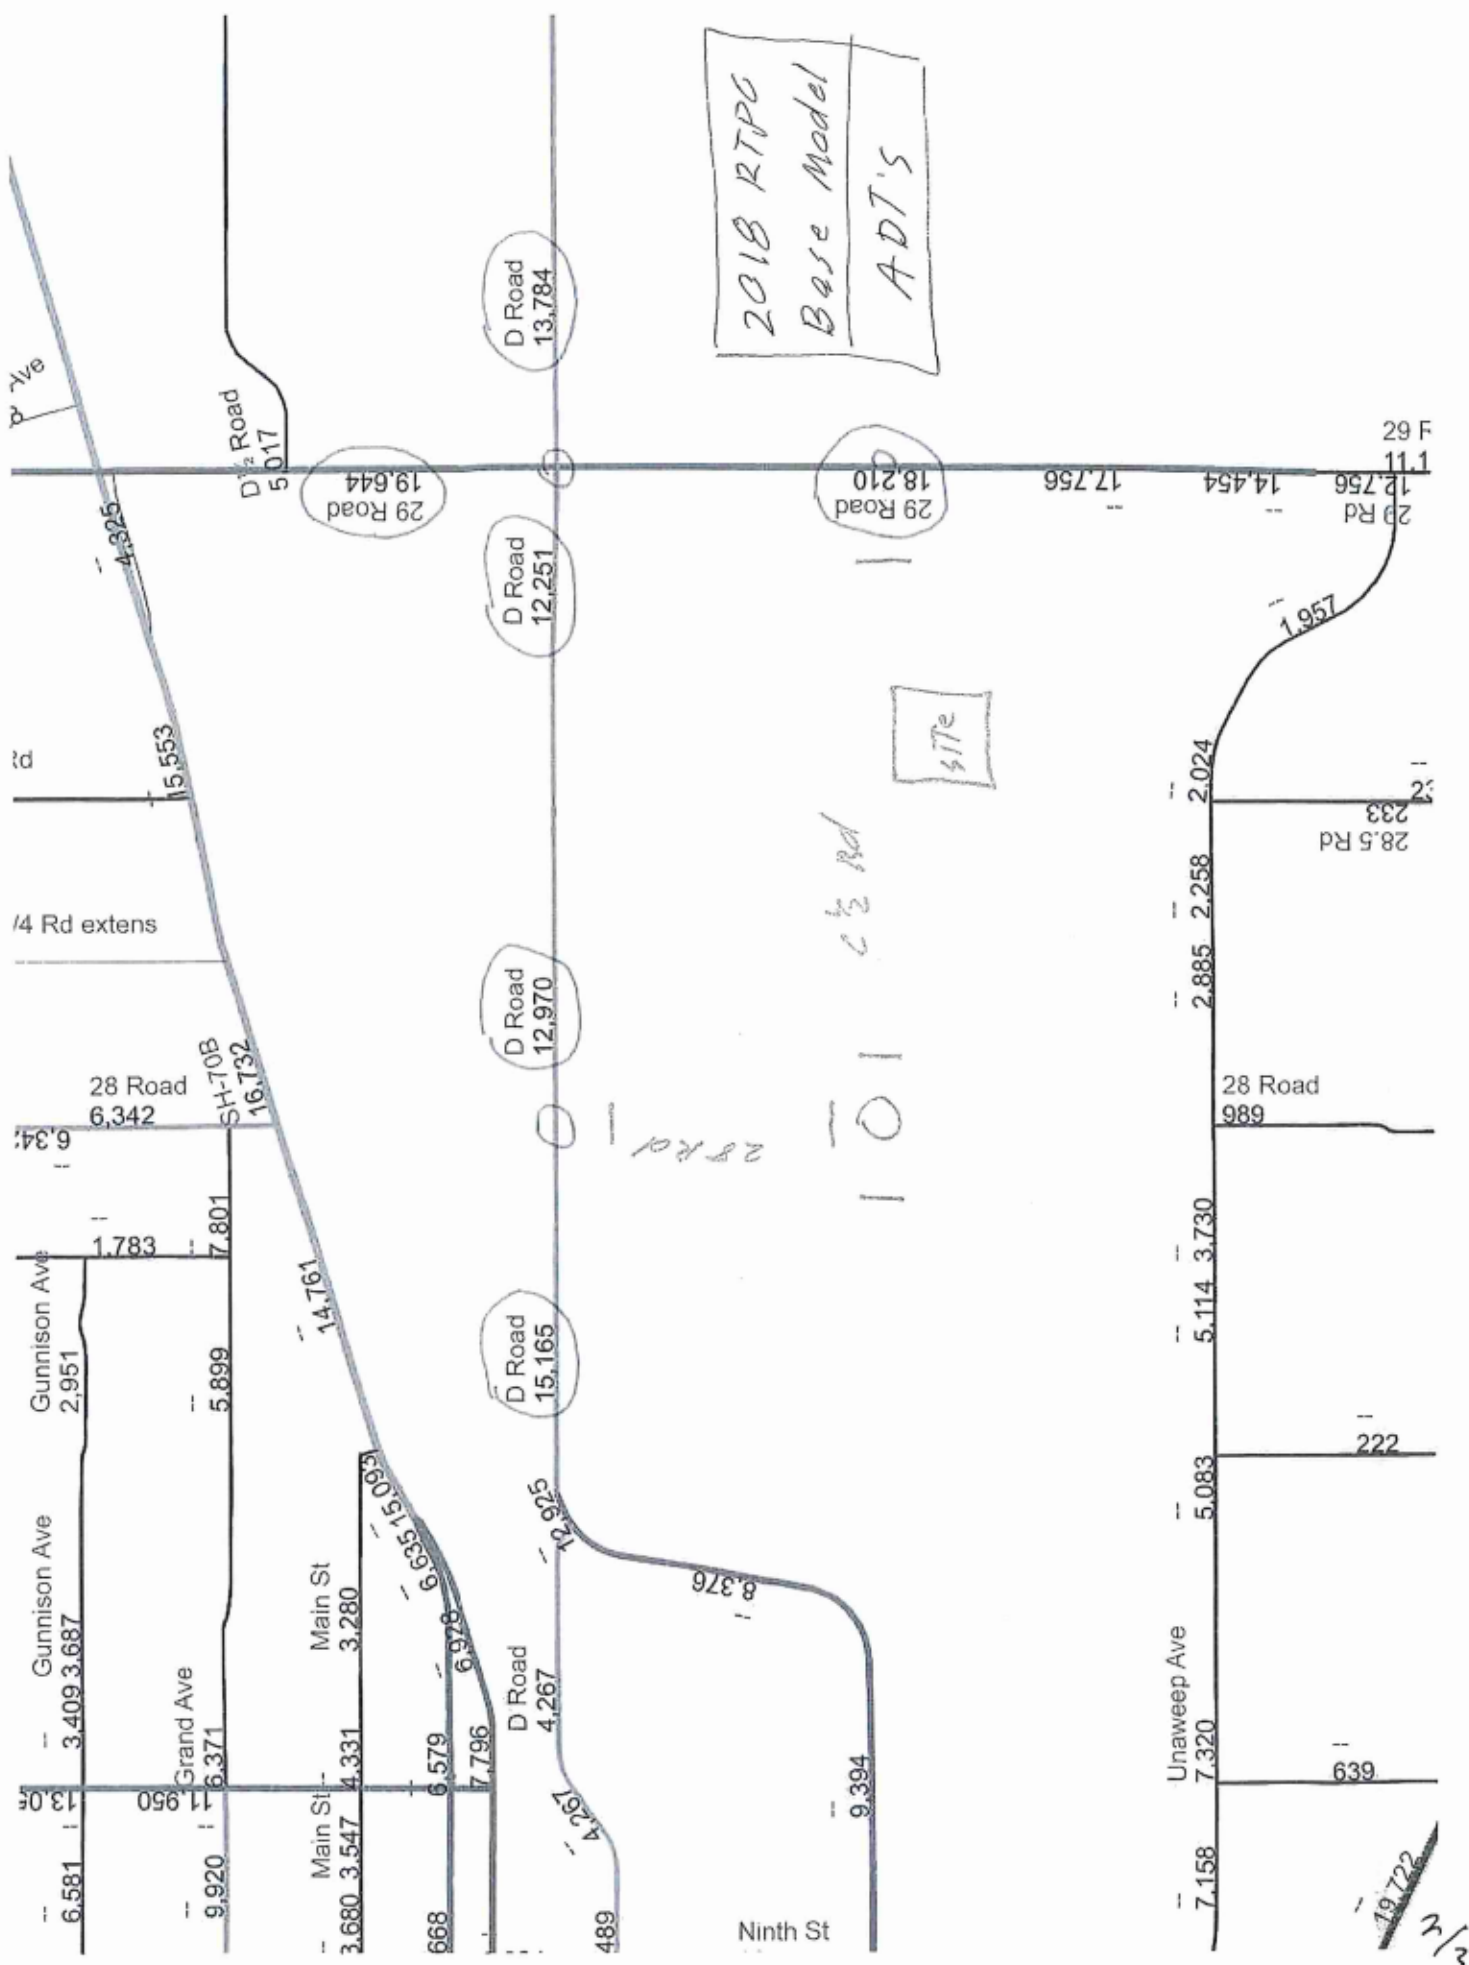 2018 RTPO
Base Model
ADT'S
Ave
D½ Road
5,017
29 Road
19,644
D Road
13,784
4,325
--
D Road
12,251
29 Road
18,210
17,756
--
14,454
--
29 Rd
12,756
29 F
11,1
1,957
--
15,553
Rd
SITE
C ½ Rd
2,024
--
28.5 Rd
233
--
2,258
--
2,885
--
/4 Rd extens
D Road
12,970
28 Rd
28 Road
6,342
SH-70B
16,732
28 Road
989
--
1,783
--
7,801
--
14,761
--
3,730
--
5,114
--
Gunnison Ave
2,951
5,899
--
D Road
15,165
222
--
5,083
--
15,093
--
6,635
--
12,925
--
8,376
--
Gunnison Ave
3,687
3,409
--
Main St
3,280
6,928
--
D Road
4,267
Grand Ave
6,371
4,331
6,579
7,796
4,267
--
9,394
--
Unaweep Ave
7,320
639
--
11,950
--
6,581
--
9,920
--
Main St
3,547
3,680
668
489
Ninth St
7,158
--
19,722
--